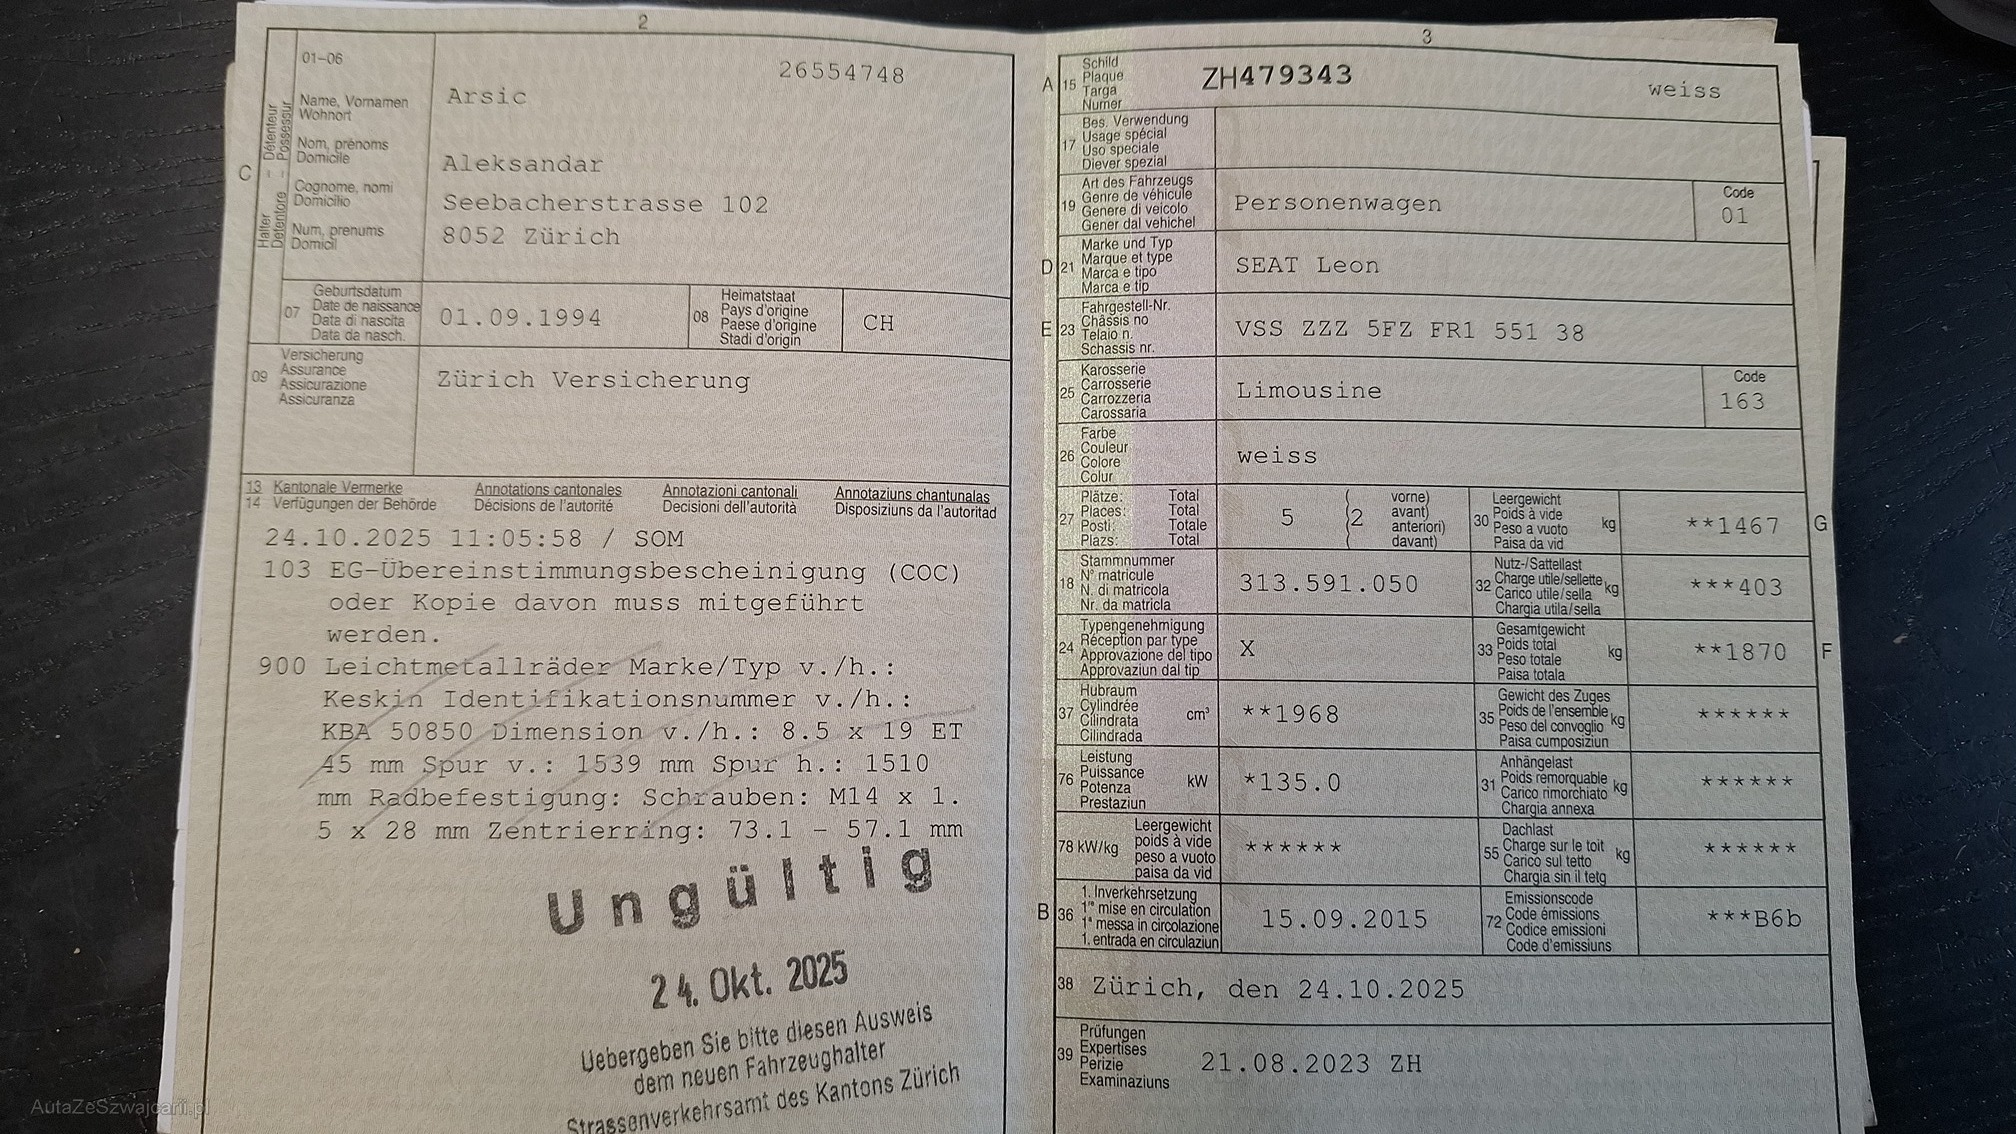 2
01–06
26554748
C
Halter – Détenteur
Detentore – Possessur
Name, Vornamen
Wohnort
Nom, prénoms
Domicile
Cognome, nomi
Domicilio
Num, prenums
Domicil
Arsic
Aleksandar
Seebacherstrasse 102
8052 Zürich
07
Geburtsdatum
Date de naissance
Data di nascita
Data da nasch.
01.09.1994
08
Heimatstaat
Pays d'origine
Paese d'origine
Stadi d'origin
CH
09
Versicherung
Assurance
Assicurazione
Assicuranza
Zürich Versicherung
13 Kantonale Vermerke Annotations cantonales Annotazioni cantonali Annotaziuns chantunalas
14 Verfügungen der Behörde Décisions de l'autorité Decisioni dell'autorità Disposiziuns da l'autoritad
24.10.2025 11:05:58 / SOM
103 EG-Übereinstimmungsbescheinigung (COC)
oder Kopie davon muss mitgeführt
werden.
900 Leichtmetallräder Marke/Typ v./h.:
Keskin Identifikationsnummer v./h.:
KBA 50850 Dimension v./h.: 8.5 x 19 ET
45 mm Spur v.: 1539 mm Spur h.: 1510
mm Radbefestigung: Schrauben: M14 x 1.
5 x 28 mm Zentrierring: 73.1 – 57.1 mm
Ungültig
24. Okt. 2025
Uebergeben Sie bitte diesen Ausweis
dem neuen Fahrzeughalter
Strassenverkehrsamt des Kantons Zürich
3
A 15
Schild
Plaque
Targa
Numer
ZH479343 weiss
17
Bes. Verwendung
Usage spécial
Uso speciale
Diever spezial
19
Art des Fahrzeugs
Genre de véhicule
Genere di veicolo
Gener dal vehichel
Personenwagen
Code
01
D 21
Marke und Typ
Marque et type
Marca e tipo
Marca e tip
SEAT Leon
E 23
Fahrgestell-Nr.
Châssis no
Telaio n.
Schassis nr.
VSS ZZZ 5FZ FR1 551 38
25
Karosserie
Carrosserie
Carrozzeria
Carossaria
Limousine
Code
163
26
Farbe
Couleur
Colore
Colur
weiss
27
Plätze: Total
Places: Total
Posti: Totale
Plazs: Total
5 (2
vorne)
avant)
anteriori)
davant)
30
Leergewicht
Poids à vide
Peso a vuoto
Paisa da vid
kg
**1467
G
18
Stammnummer
N° matricule
N. di matricola
Nr. da matricla
313.591.050
32
Nutz-/Sattellast
Charge utile/sellette
Carico utile/sella
Chargia utila/sella
kg
***403
24
Typengenehmigung
Réception par type
Approvazione del tipo
Approvaziun dal tip
X
33
Gesamtgewicht
Poids total
Peso totale
Paisa totala
kg
**1870
F
37
Hubraum
Cylindrée
Cilindrata
Cilindrada
cm³
**1968
35
Gewicht des Zuges
Poids de l'ensemble
Peso del convoglio
Paisa cumposiziun
kg
******
76
Leistung
Puissance
Potenza
Prestaziun
kW
*135.0
31
Anhängelast
Poids remorquable
Carico rimorchiato
Chargia annexa
kg
******
78 kW/kg
Leergewicht
poids à vide
peso a vuoto
paisa da vid
******
55
Dachlast
Charge sur le toit
Carico sul tetto
Chargia sin il tetg
kg
******
B 36
1. Inverkehrsetzung
1re mise en circulation
1a messa in circolazione
1. entrada en circulaziun
15.09.2015
72
Emissionscode
Code émissions
Codice emissioni
Code d'emissiuns
***B6b
38 Zürich, den 24.10.2025
39
Prüfungen
Expertises
Perizie
Examinaziuns
21.08.2023 ZH
AutaZeSzwajcarii.pl